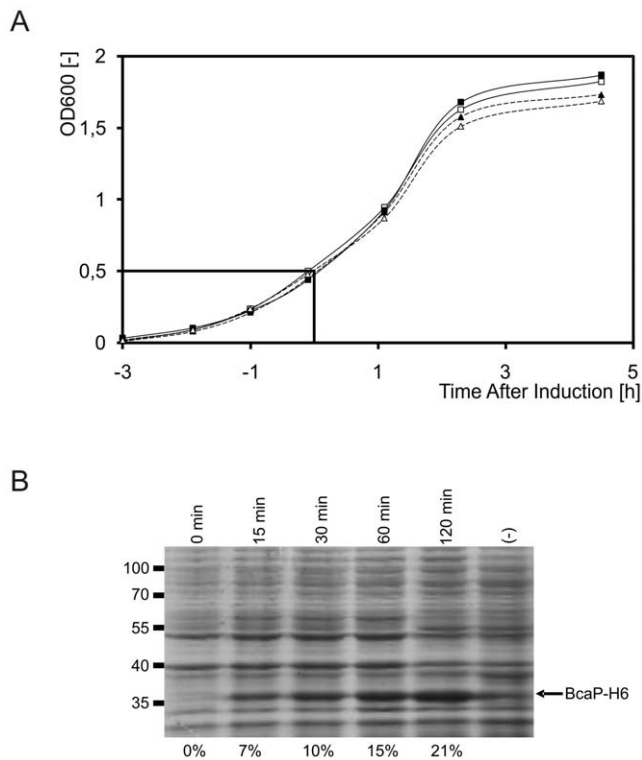 A
OD600 [-]
2
1,5
1
0,5
0
-3
-1
1
3
5
Time After Induction [h]
B
0 min
15 min
30 min
60 min
120 min
(-)
100
70
55
40
35
BcaP-H6
0%
7%
10%
15%
21%